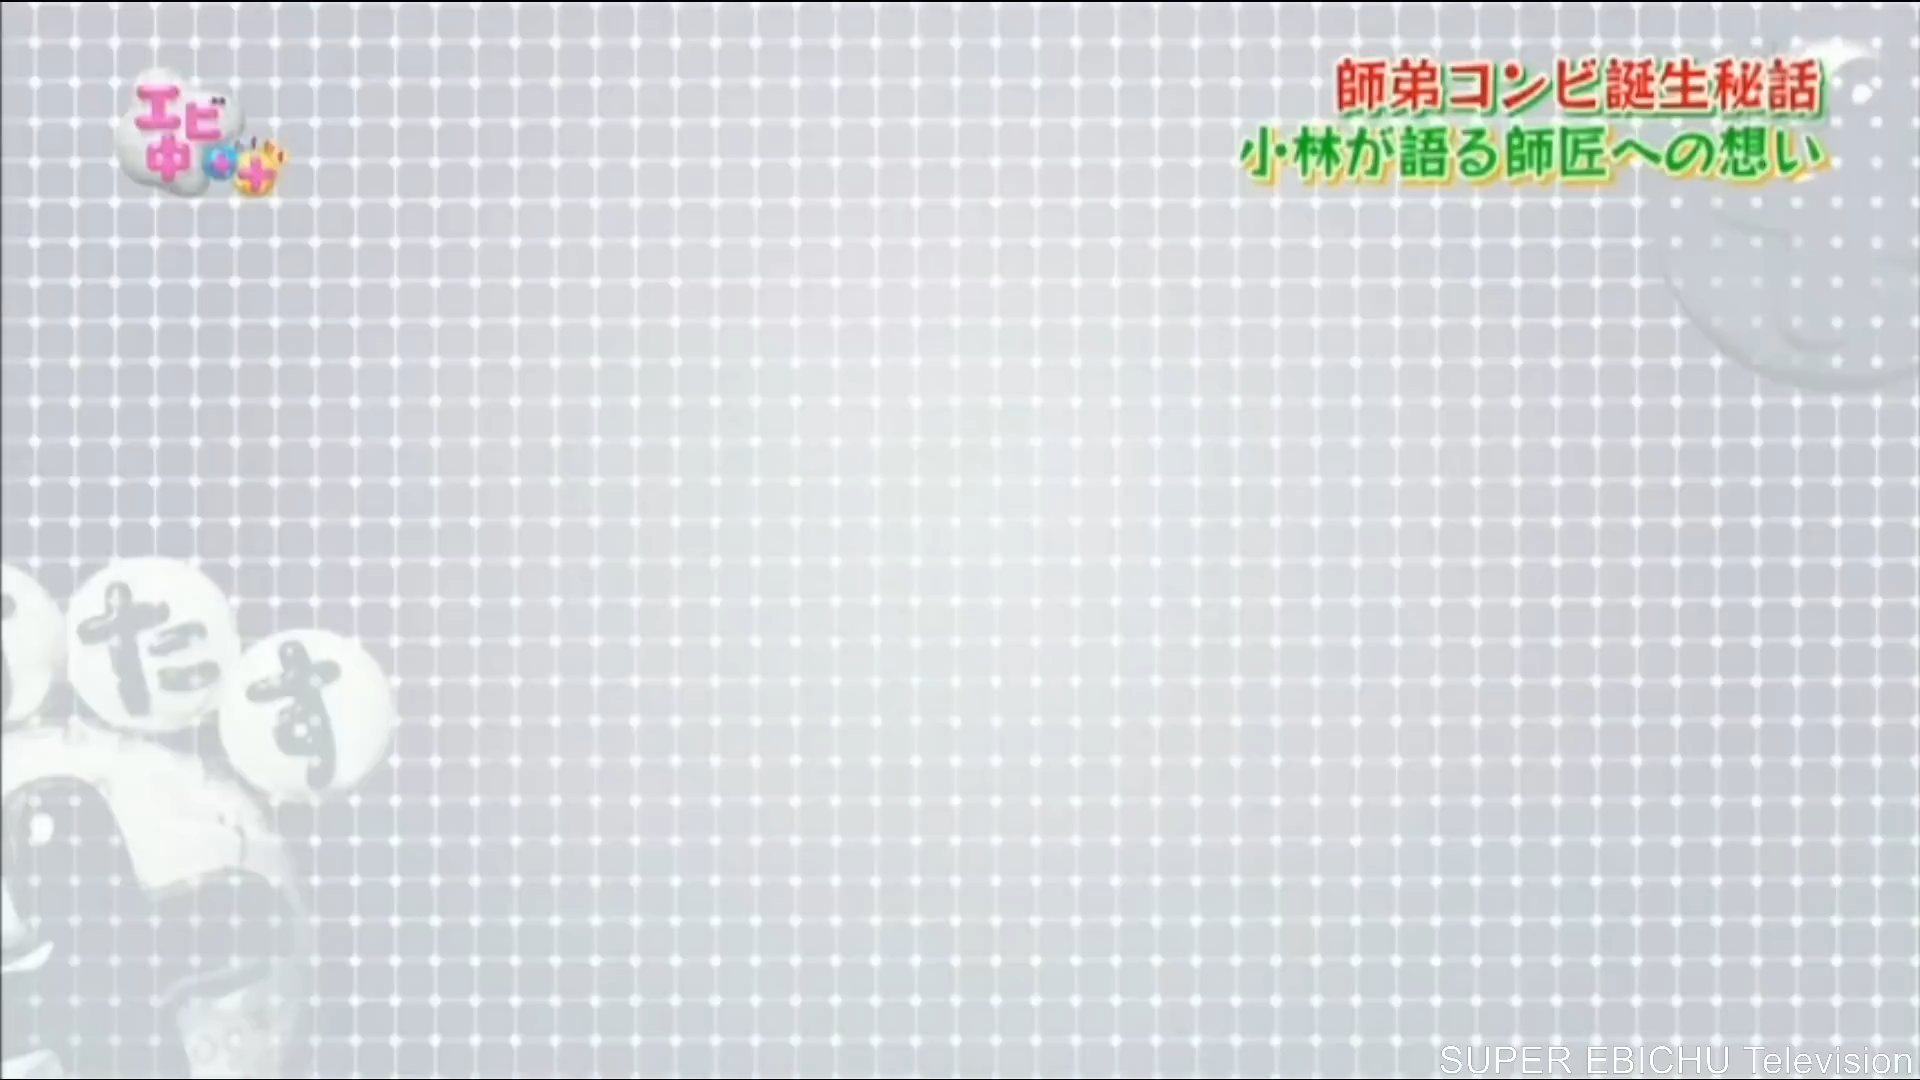 師弟コンビ誕生秘話
小林が語る師匠への想い
エビ
中
++
たす
SUPER EBICHU Television